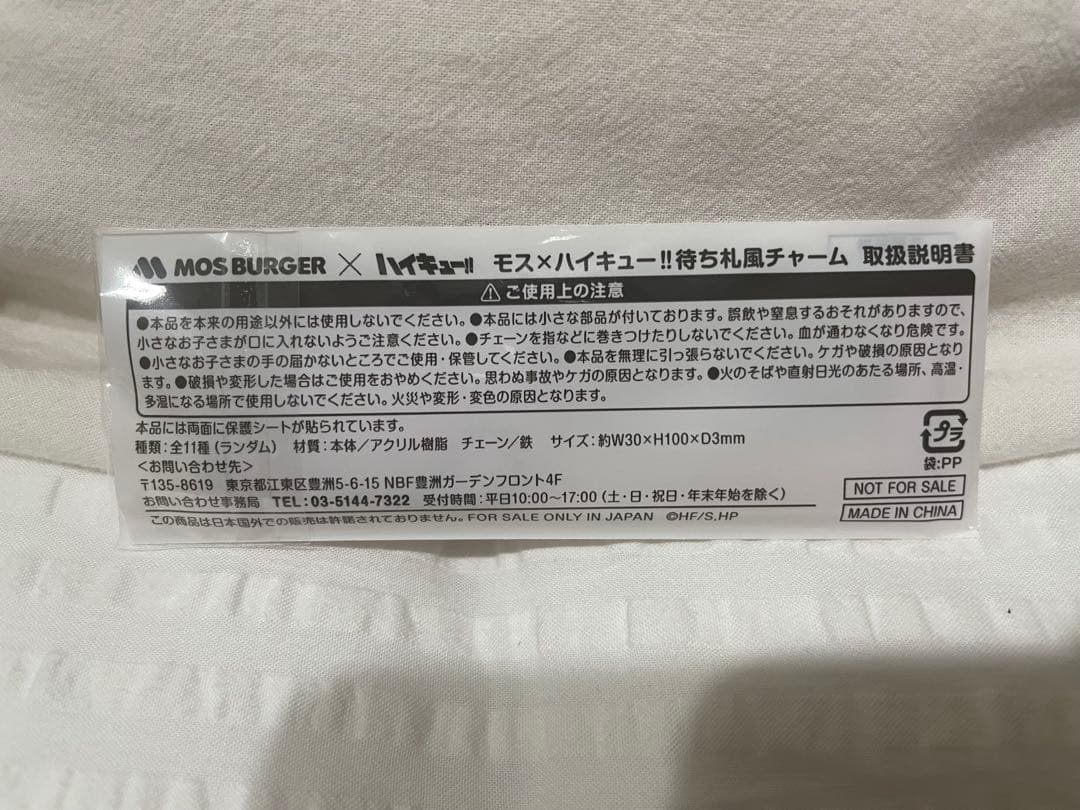 MOS BURGER × ハイキュー!! モス×ハイキュー!!待ち札風チャーム 取扱説明書
⚠ご使用上の注意
●本品を本来の用途以外には使用しないでください。●本品には小さな部品が付いております。誤飲や窒息するおそれがありますので、
小さなお子さまが口に入れないようご注意ください。●チェーンを指などに巻きつけたりしないでください。血が通わなくなり危険です。
●小さなお子さまの手の届かないところでご使用・保管してください。●本品を無理に引っ張らないでください。ケガや破損の原因となり
ます。●破損や変形した場合はご使用をおやめください。思わぬ事故やケガの原因となります。●火のそばや直射日光のあたる場所、高温・
多湿になる場所で使用しないでください。火災や変形・変色の原因となります。
本品には両面に保護シートが貼られています。
種類：全11種（ランダム） 材質：本体／アクリル樹脂 チェーン／鉄 サイズ：約W30×H100×D3mm
＜お問い合わせ先＞
〒135-8619 東京都江東区豊洲5-6-15 NBF豊洲ガーデンフロント4F
お問い合わせ事務局 TEL：03-5144-7322 受付時間：平日10:00～17:00（土・日・祝日・年末年始を除く）
この商品は日本国外での販売は許諾されておりません。FOR SALE ONLY IN JAPAN ©HF/S,HP
プラ
袋：PP
NOT FOR SALE
MADE IN CHINA